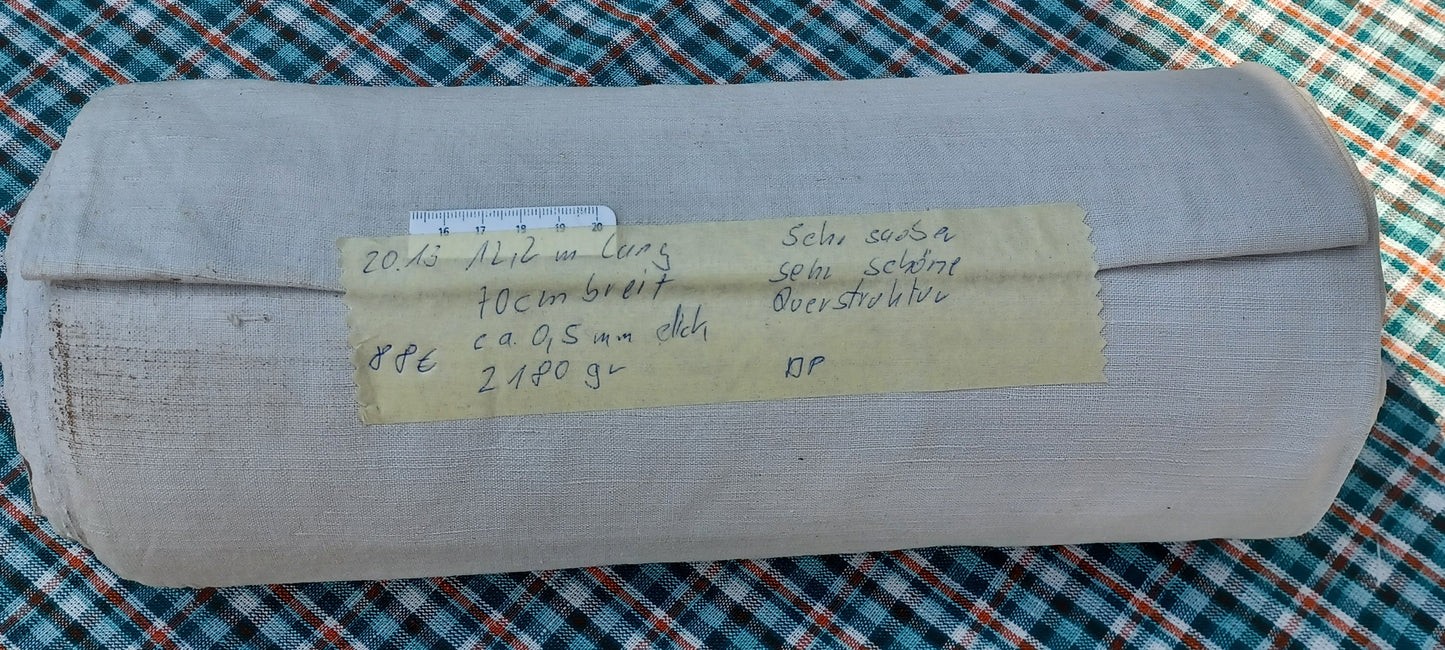 16 17 18 19 20
20.13 12,2 m lang
70cm breit
ca. 0,5 mm dick
88€ 2180 gr
Sehr sauber
sehr schöne
Querstruktur
DP